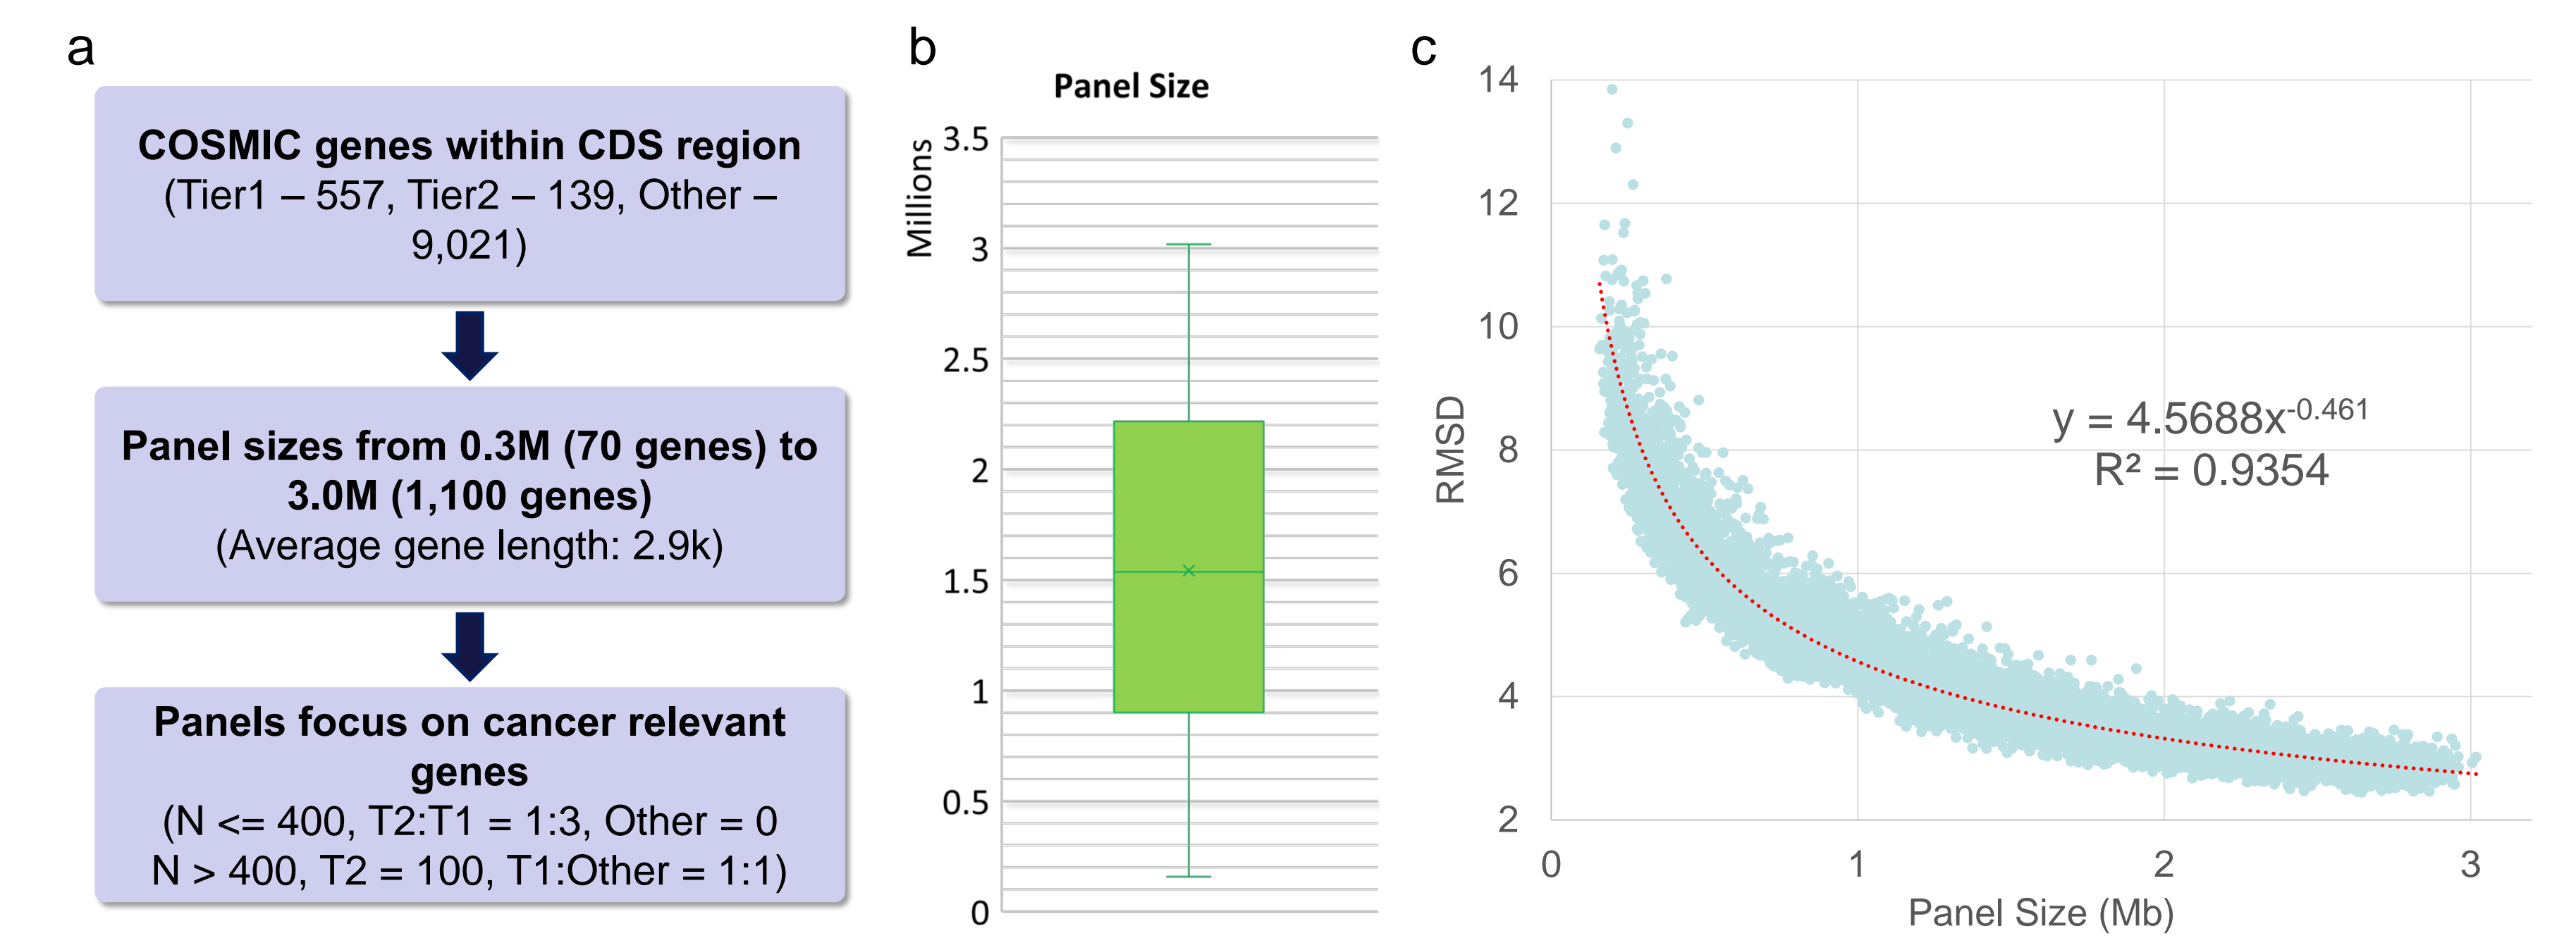 a
COSMIC genes within CDS region
(Tier1 – 557, Tier2 – 139, Other –
9,021)
Panel sizes from 0.3M (70 genes) to
3.0M (1,100 genes)
(Average gene length: 2.9k)
Panels focus on cancer relevant
genes
(N <= 400, T2:T1 = 1:3, Other = 0
N > 400, T2 = 100, T1:Other = 1:1)
b
Panel Size
Millions
3.5
3
2.5
2
1.5
1
0.5
0
c
14
12
10
8
6
4
2
RMSD
y = 4.5688x^-0.461
R² = 0.9354
0 1 2 3
Panel Size (Mb)